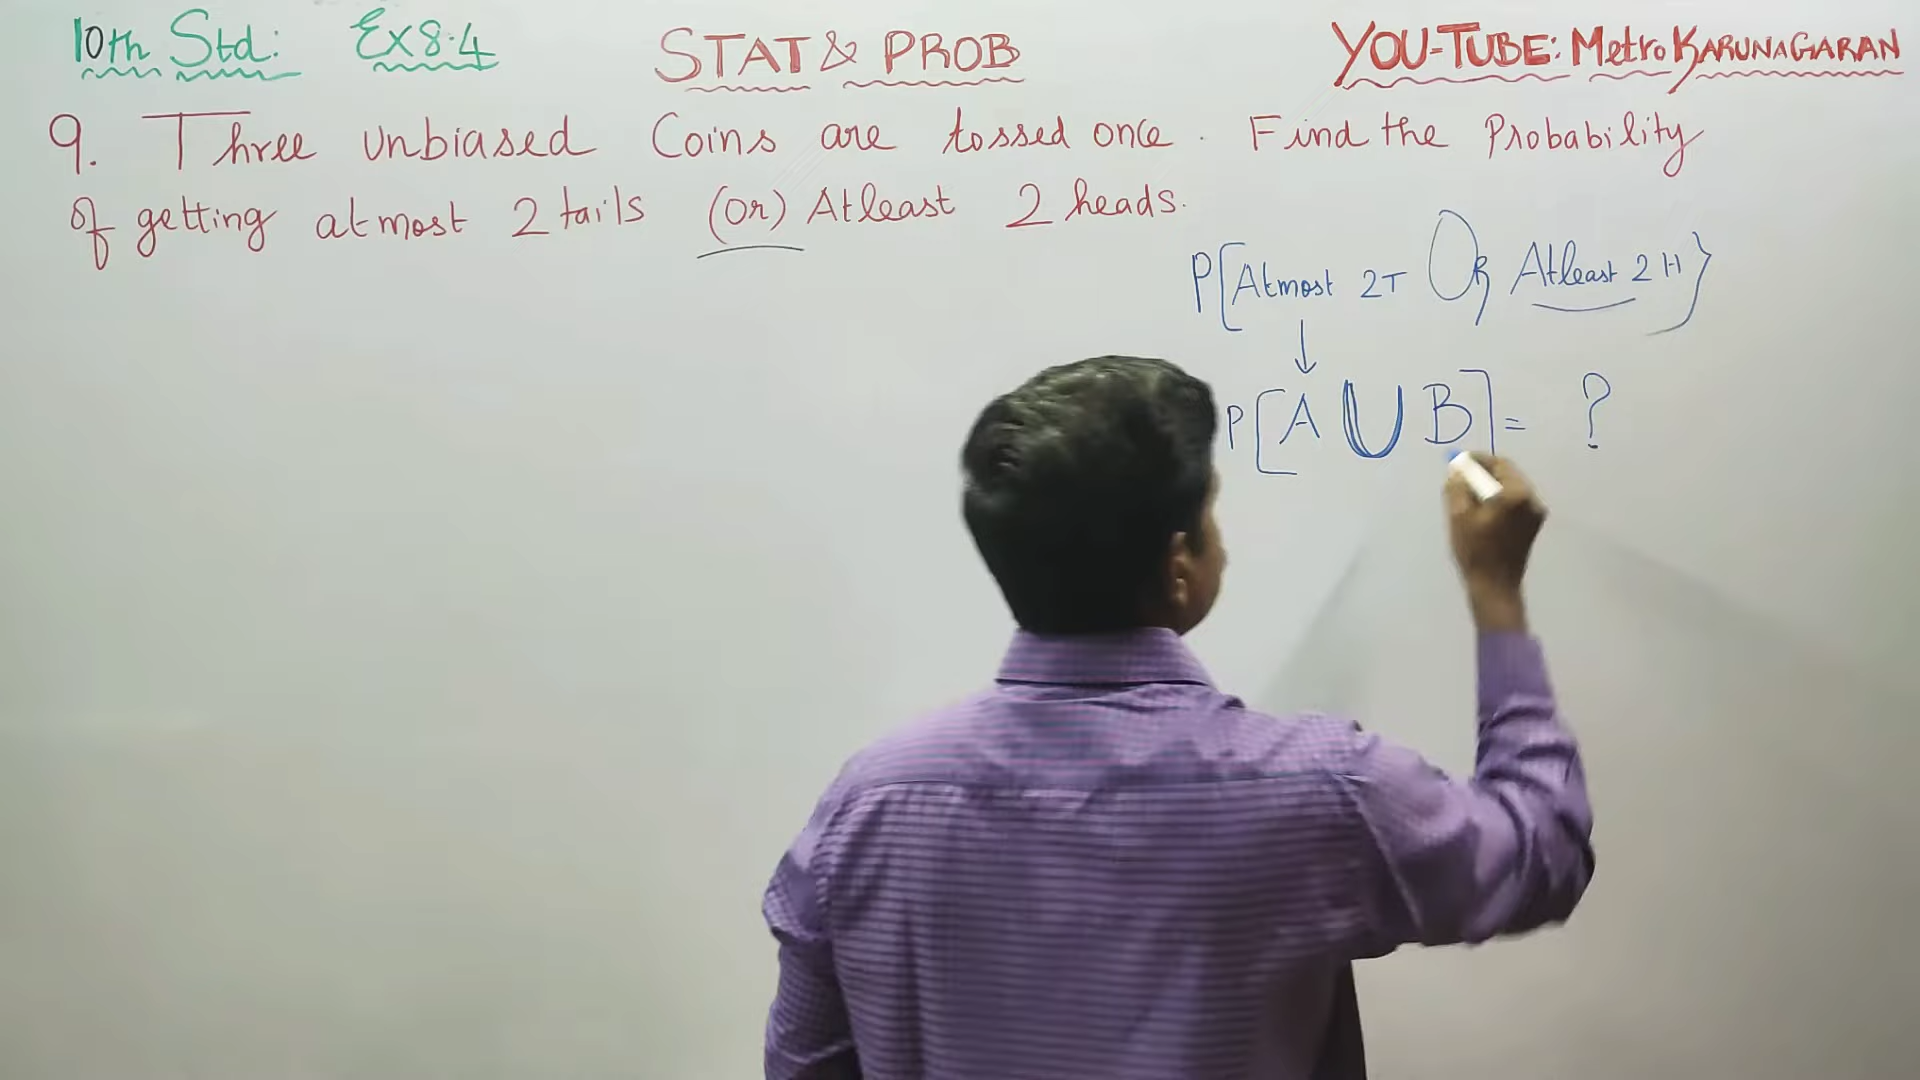 10th Std: Ex 8.4 STAT & PROB YOU-TUBE: Metro KARUNAGARAN
9. Three unbiased Coins are tossed once. Find the Probability
of getting atmost 2 tails (Or) Atleast 2 heads.
P[Atmost 2T Or Atleast 2H}
↓
P[A ∪ B] = ?